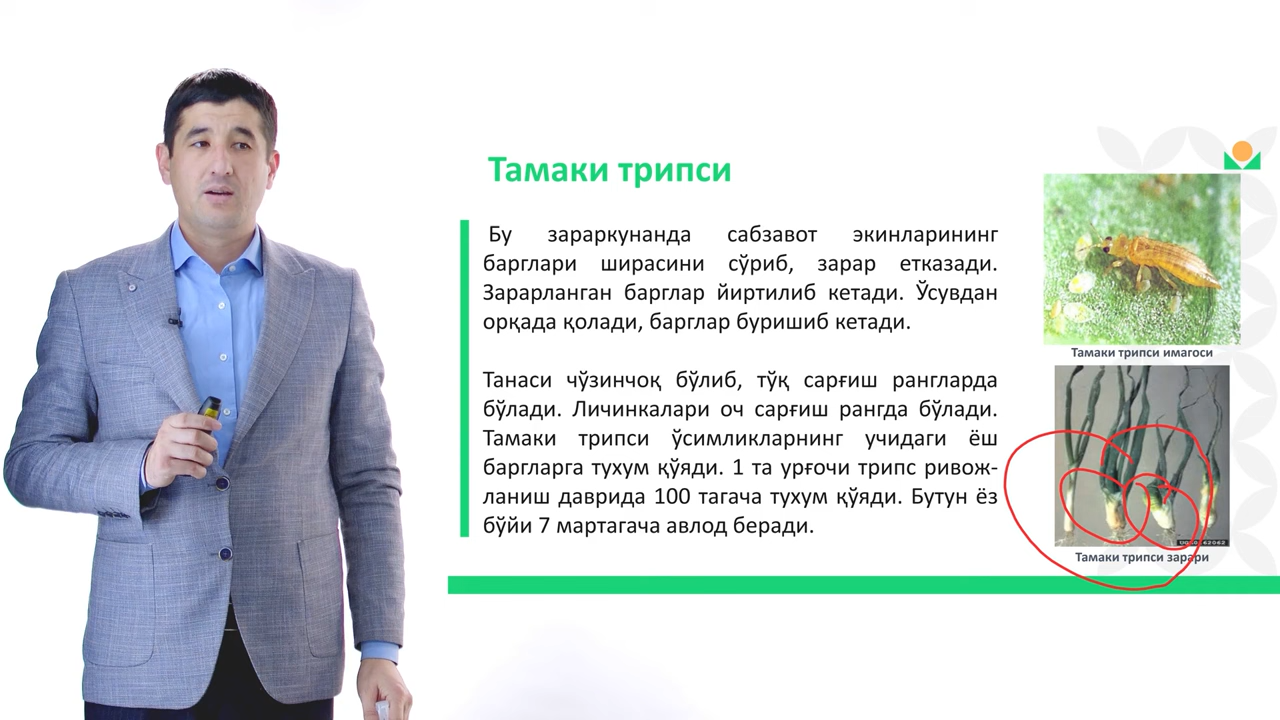 Тамаки трипси
Бу зараркунанда сабзавот экинларининг
барглари ширасини сўриб, зарар етказади.
Зарарланган барглар йиртилиб кетади. Ўсувдан
орқада қолади, барглар буришиб кетади.
Танаси чўзинчоқ бўлиб, тўқ сарғиш рангларда
бўлади. Личинкалари оч сарғиш рангда бўлади.
Тамаки трипси ўсимликларнинг учидаги ёш
баргларга тухум қўяди. 1 та урғочи трипс ривож-
ланиш даврида 100 тагача тухум қўяди. Бутун ёз
бўйи 7 мартагача авлод беради.
Тамаки трипси имагоси
Тамаки трипси зарари